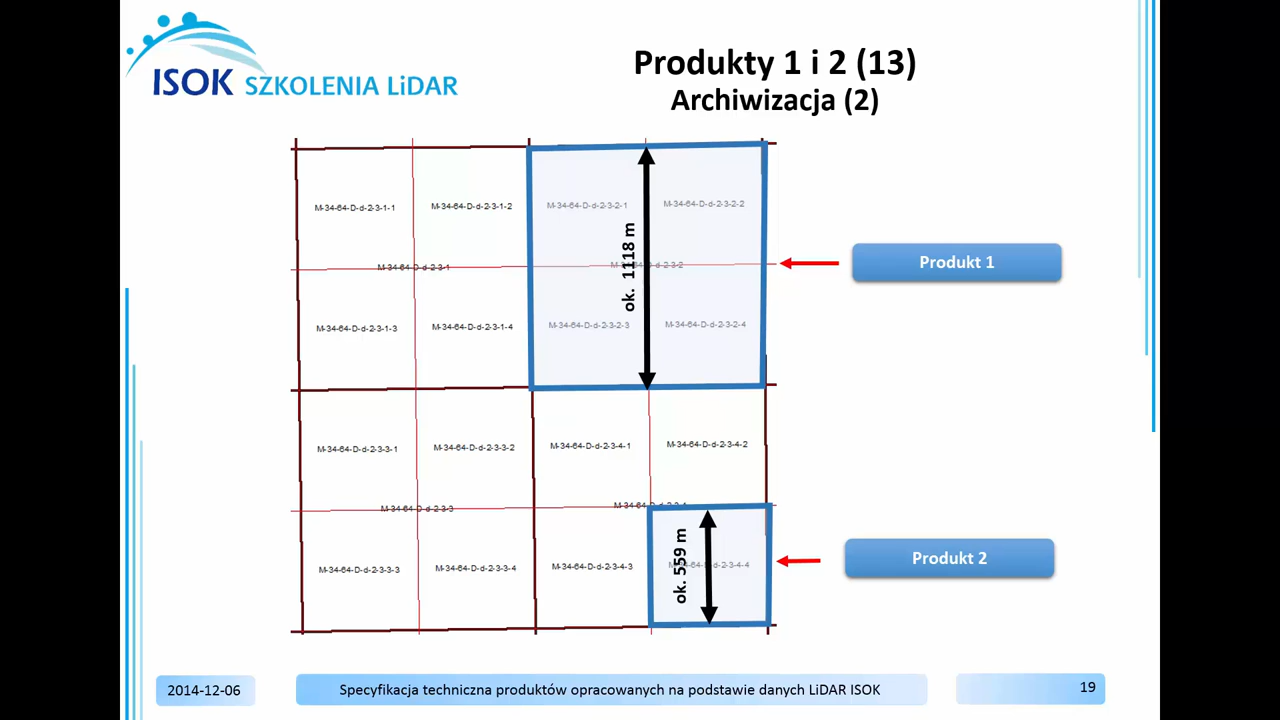 ISOK SZKOLENIA LiDAR
Produkty 1 i 2 (13)
Archiwizacja (2)
M-34-64-D-d-2-3-1-1
M-34-64-D-d-2-3-1-2
M-34-64-D-d-2-3-2-1
M-34-64-D-d-2-3-2-2
M-34-64-D-d-2-3-1
M-34-64-D-d-2-3-2
ok. 1118 m
Produkt 1
M-34-64-D-d-2-3-1-3
M-34-64-D-d-2-3-1-4
M-34-64-D-d-2-3-2-3
M-34-64-D-d-2-3-2-4
M-34-64-D-d-2-3-3-1
M-34-64-D-d-2-3-3-2
M-34-64-D-d-2-3-4-1
M-34-64-D-d-2-3-4-2
M-34-64-D-d-2-3-3
M-34-64-D-d-2-3-4
M-34-64-D-d-2-3-3-3
M-34-64-D-d-2-3-3-4
M-34-64-D-d-2-3-4-3
M-34-64-D-d-2-3-4-4
ok. 559 m
Produkt 2
2014-12-06
Specyfikacja techniczna produktów opracowanych na podstawie danych LiDAR ISOK
19